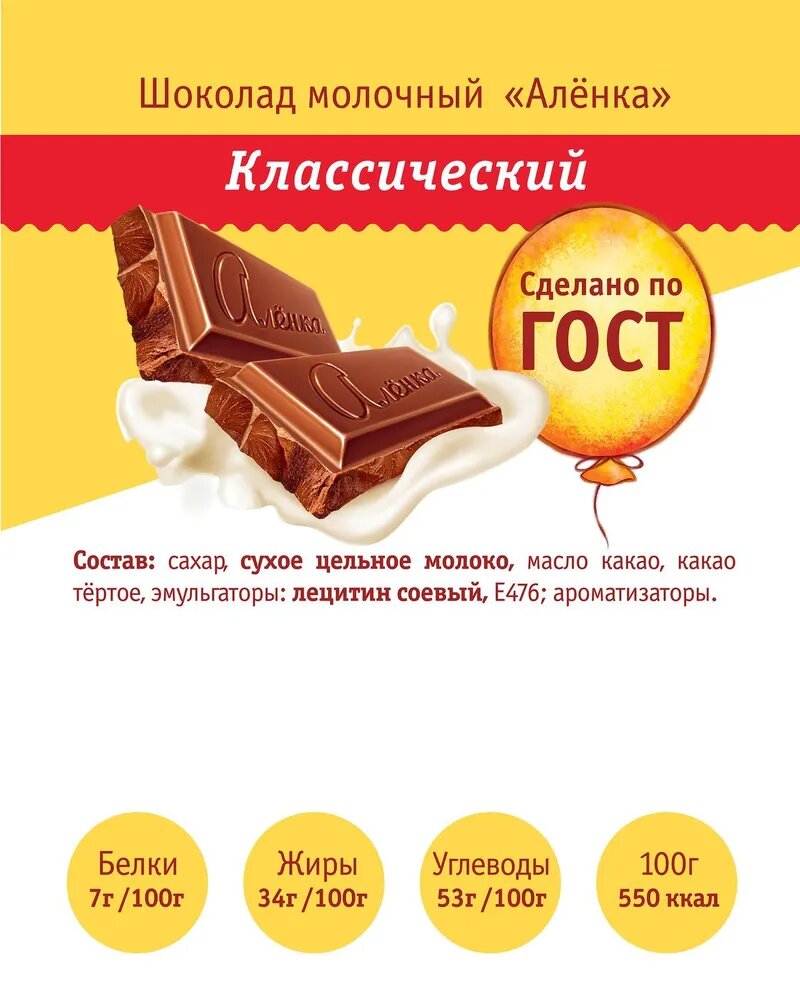 Шоколад молочный «Алёнка»
Классический
Алёнка
Алёнка
Сделано по
ГОСТ
Состав: сахар, сухое цельное молоко, масло какао, какао
тёртое, эмульгаторы: лецитин соевый, Е476; ароматизаторы.
Белки
7г /100г
Жиры
34г /100г
Углеводы
53г /100г
100г
550 ккал